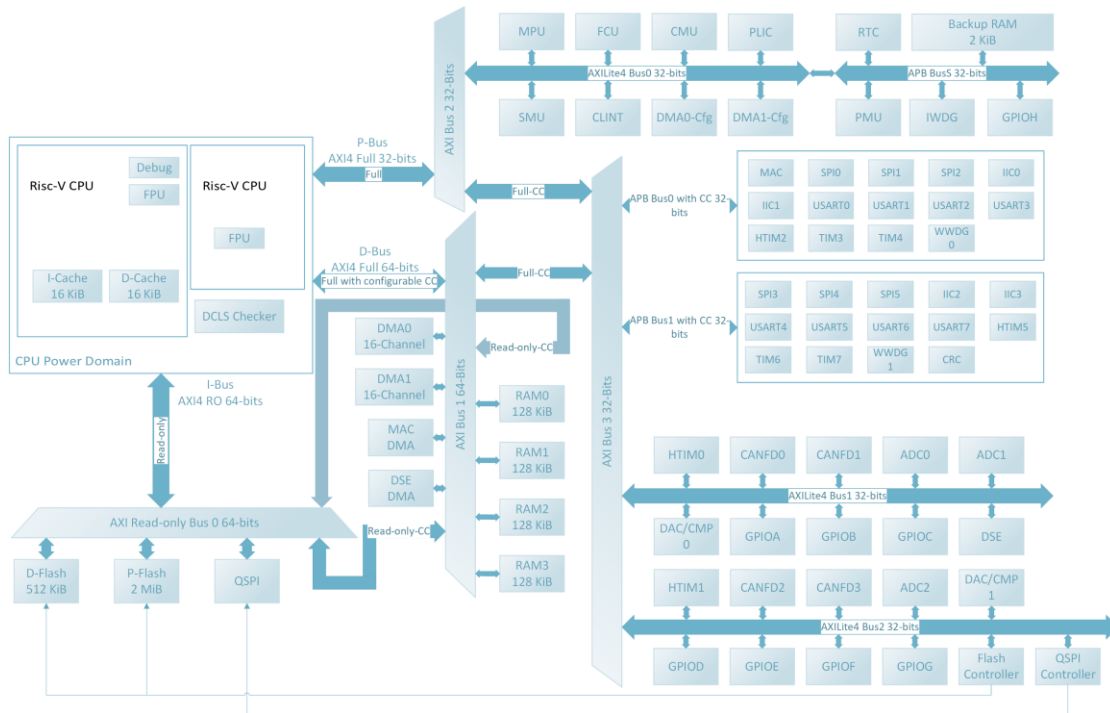 MPU
FCU
CMU
PLIC
RTC
Backup RAM
2 KiB
AXILite4 Bus0 32-bits
APB Bus5 32-bits
SMU
CLINT
DMA0-Cfg
DMA1-Cfg
PMU
IWDG
GPIOH
AXI Bus 2 32-Bits
P-Bus
AXI4 Full 32-bits
Full
Risc-V CPU
Debug
FPU
I-Cache
16 KiB
D-Cache
16 KiB
Risc-V CPU
FPU
DCLS Checker
CPU Power Domain
Full-CC
D-Bus
AXI4 Full 64-bits
Full with configurable CC
Full-CC
APB Bus0 with CC 32-
bits
MAC
SPI0
SPI1
SPI2
IIC0
IIC1
USART0
USART1
USART2
USART3
HTIM2
TIM3
TIM4
WWDG
0
APB Bus1 with CC 32-
bits
SPI3
SPI4
SPI5
IIC2
IIC3
USART4
USART5
USART6
USART7
HTIM5
TIM6
TIM7
WWDG
1
CRC
I-Bus
AXI4 RO 64-bits
Read-only
DMA0
16-Channel
DMA1
16-Channel
MAC
DMA
DSE
DMA
AXI Bus 1 64-Bits
Read-only-CC
RAM0
128 KiB
RAM1
128 KiB
RAM2
128 KiB
RAM3
128 KiB
AXI Bus 3 32-Bits
AXI Read-only Bus 0 64-bits
Read-only-CC
D-Flash
512 KiB
P-Flash
2 MiB
QSPI
HTIM0
CANFD0
CANFD1
ADC0
ADC1
AXILite4 Bus1 32-bits
DAC/CMP
0
GPIOA
GPIOB
GPIOC
DSE
HTIM1
CANFD2
CANFD3
ADC2
DAC/CMP
1
AXILite4 Bus2 32-bits
GPIOD
GPIOE
GPIOF
GPIOG
Flash
Controller
QSPI
Controller